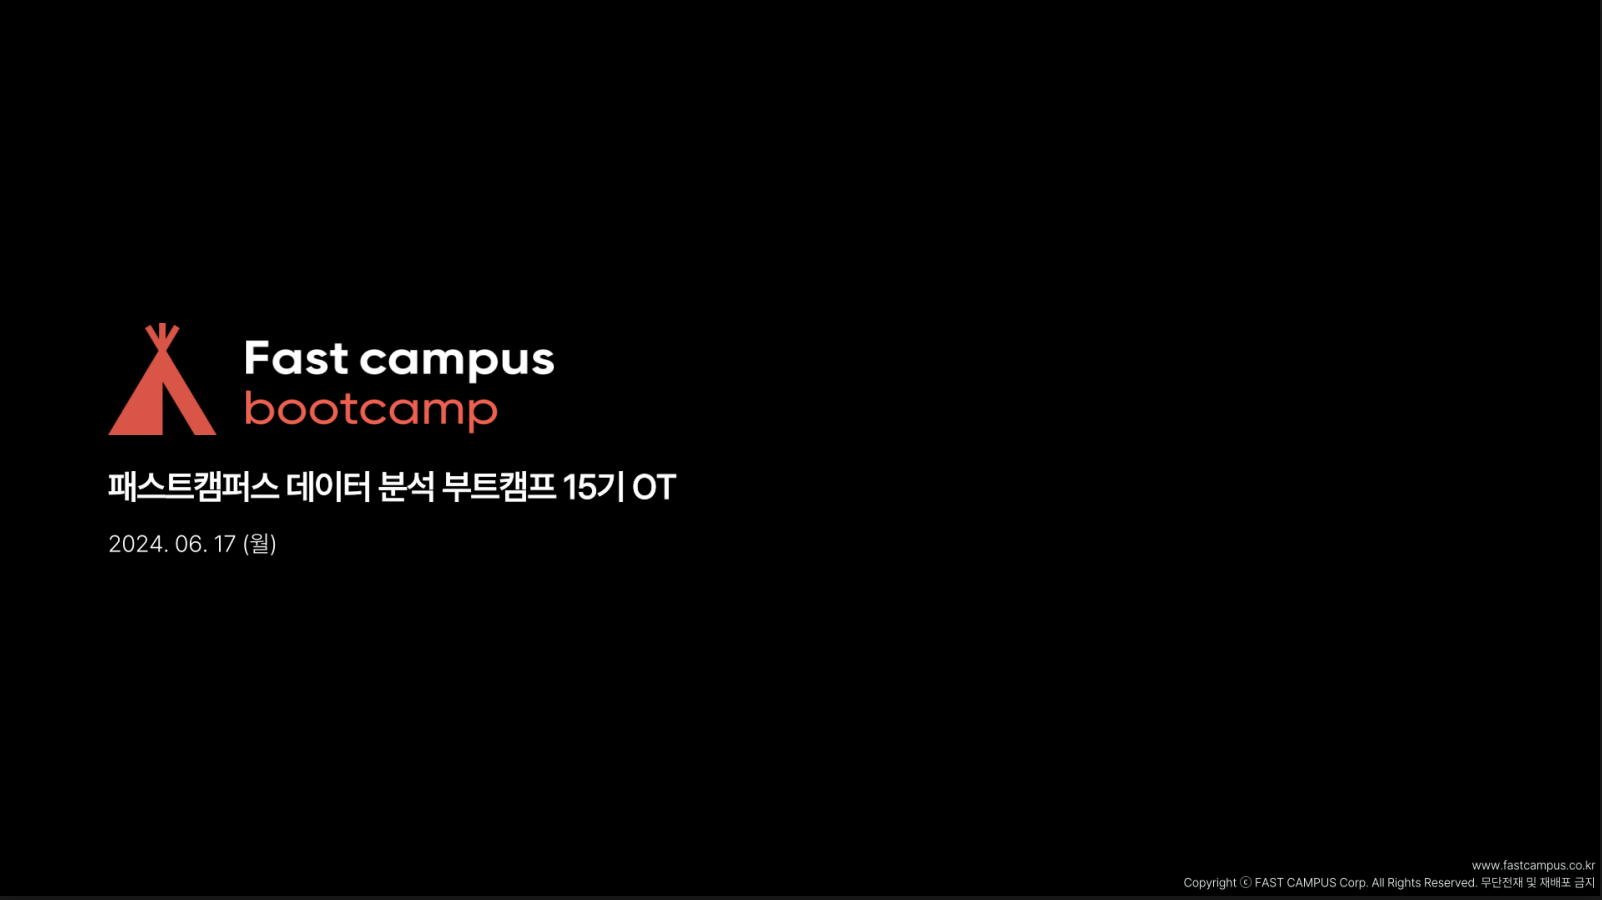 Fast campus
bootcamp
패스트캠퍼스 데이터 분석 부트캠프 15기 OT
2024. 06. 17 (월)
www.fastcampus.co.kr
Copyright ⓒ FAST CAMPUS Corp. All Rights Reserved. 무단전재 및 재배포 금지